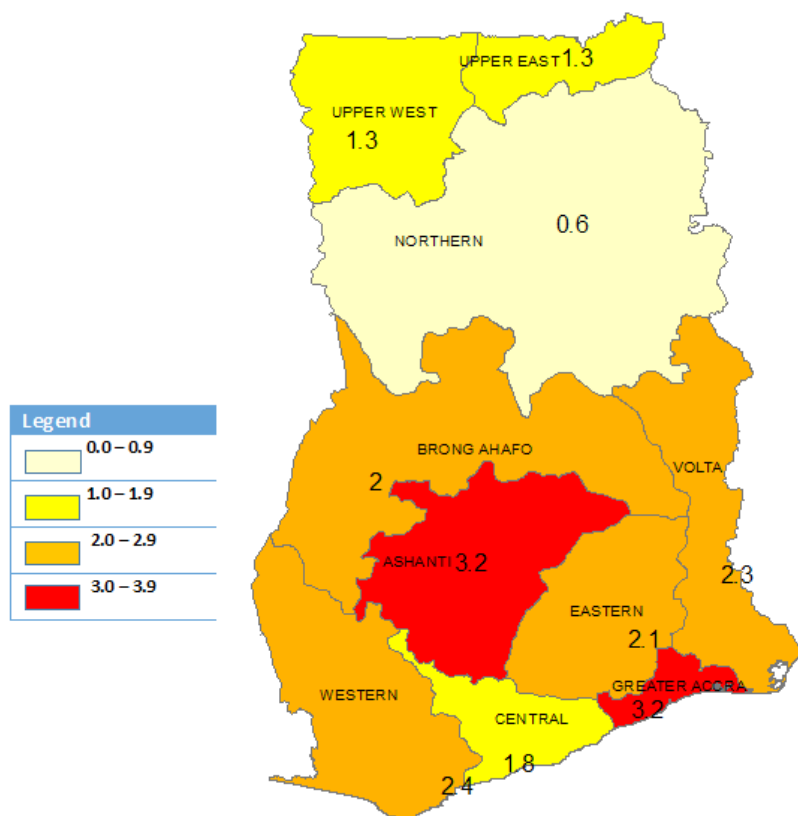 UPPER EAST 1.3
UPPER WEST
1.3
NORTHERN
0.6
Legend
0.0 – 0.9
1.0 – 1.9
2.0 – 2.9
3.0 – 3.9
BRONG AHAFO
2
VOLTA
2.3
ASHANTI 3.2
EASTERN
2.1
GREATER ACCRA
3.2
WESTERN
2.4
CENTRAL
1.8